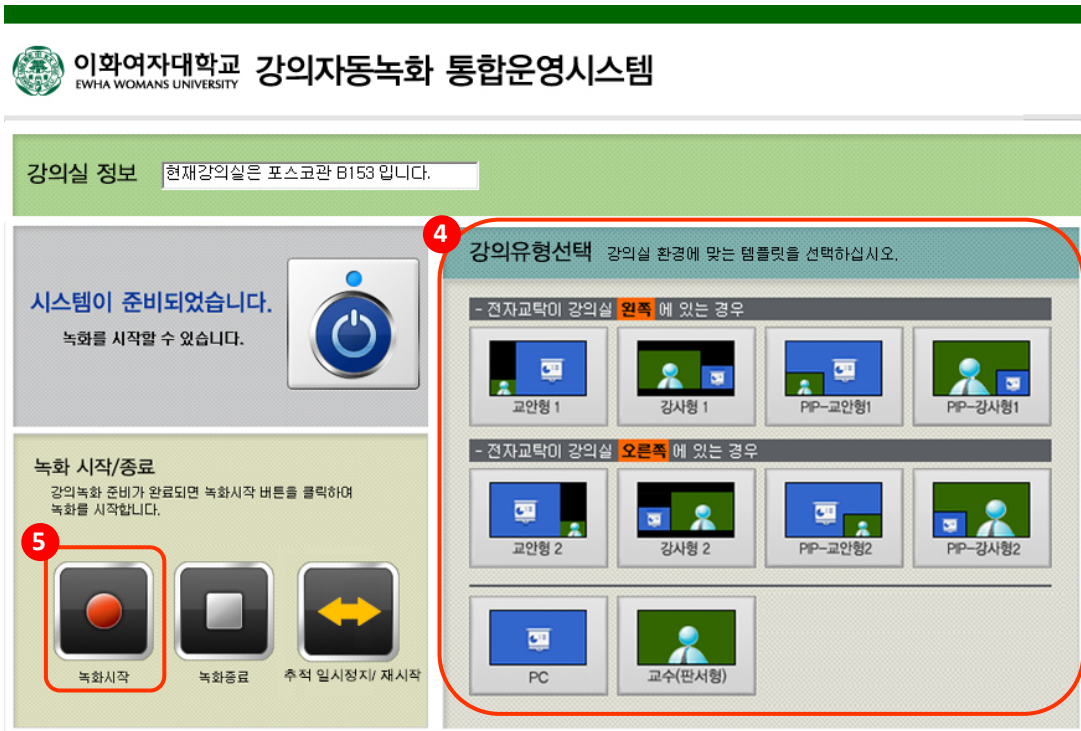 이화여자대학교
EWHA WOMANS UNIVERSITY
강의자동녹화 통합운영시스템
강의실 정보
현재강의실은 포스코관 B153 입니다.
시스템이 준비되었습니다.
녹화를 시작할 수 있습니다.
녹화 시작/종료
강의녹화 준비가 완료되면 녹화시작 버튼을 클릭하여
녹화를 시작합니다.
5
녹화시작
녹화종료
추적 일시정지/ 재시작
4
강의유형선택 강의실 환경에 맞는 템플릿을 선택하십시오.
- 전자교탁이 강의실 왼쪽 에 있는 경우
교안형 1
강사형 1
PIP-교안형1
PIP-강사형1
- 전자교탁이 강의실 오른쪽 에 있는 경우
교안형 2
강사형 2
PIP-교안형2
PIP-강사형2
PC
교수(판서형)